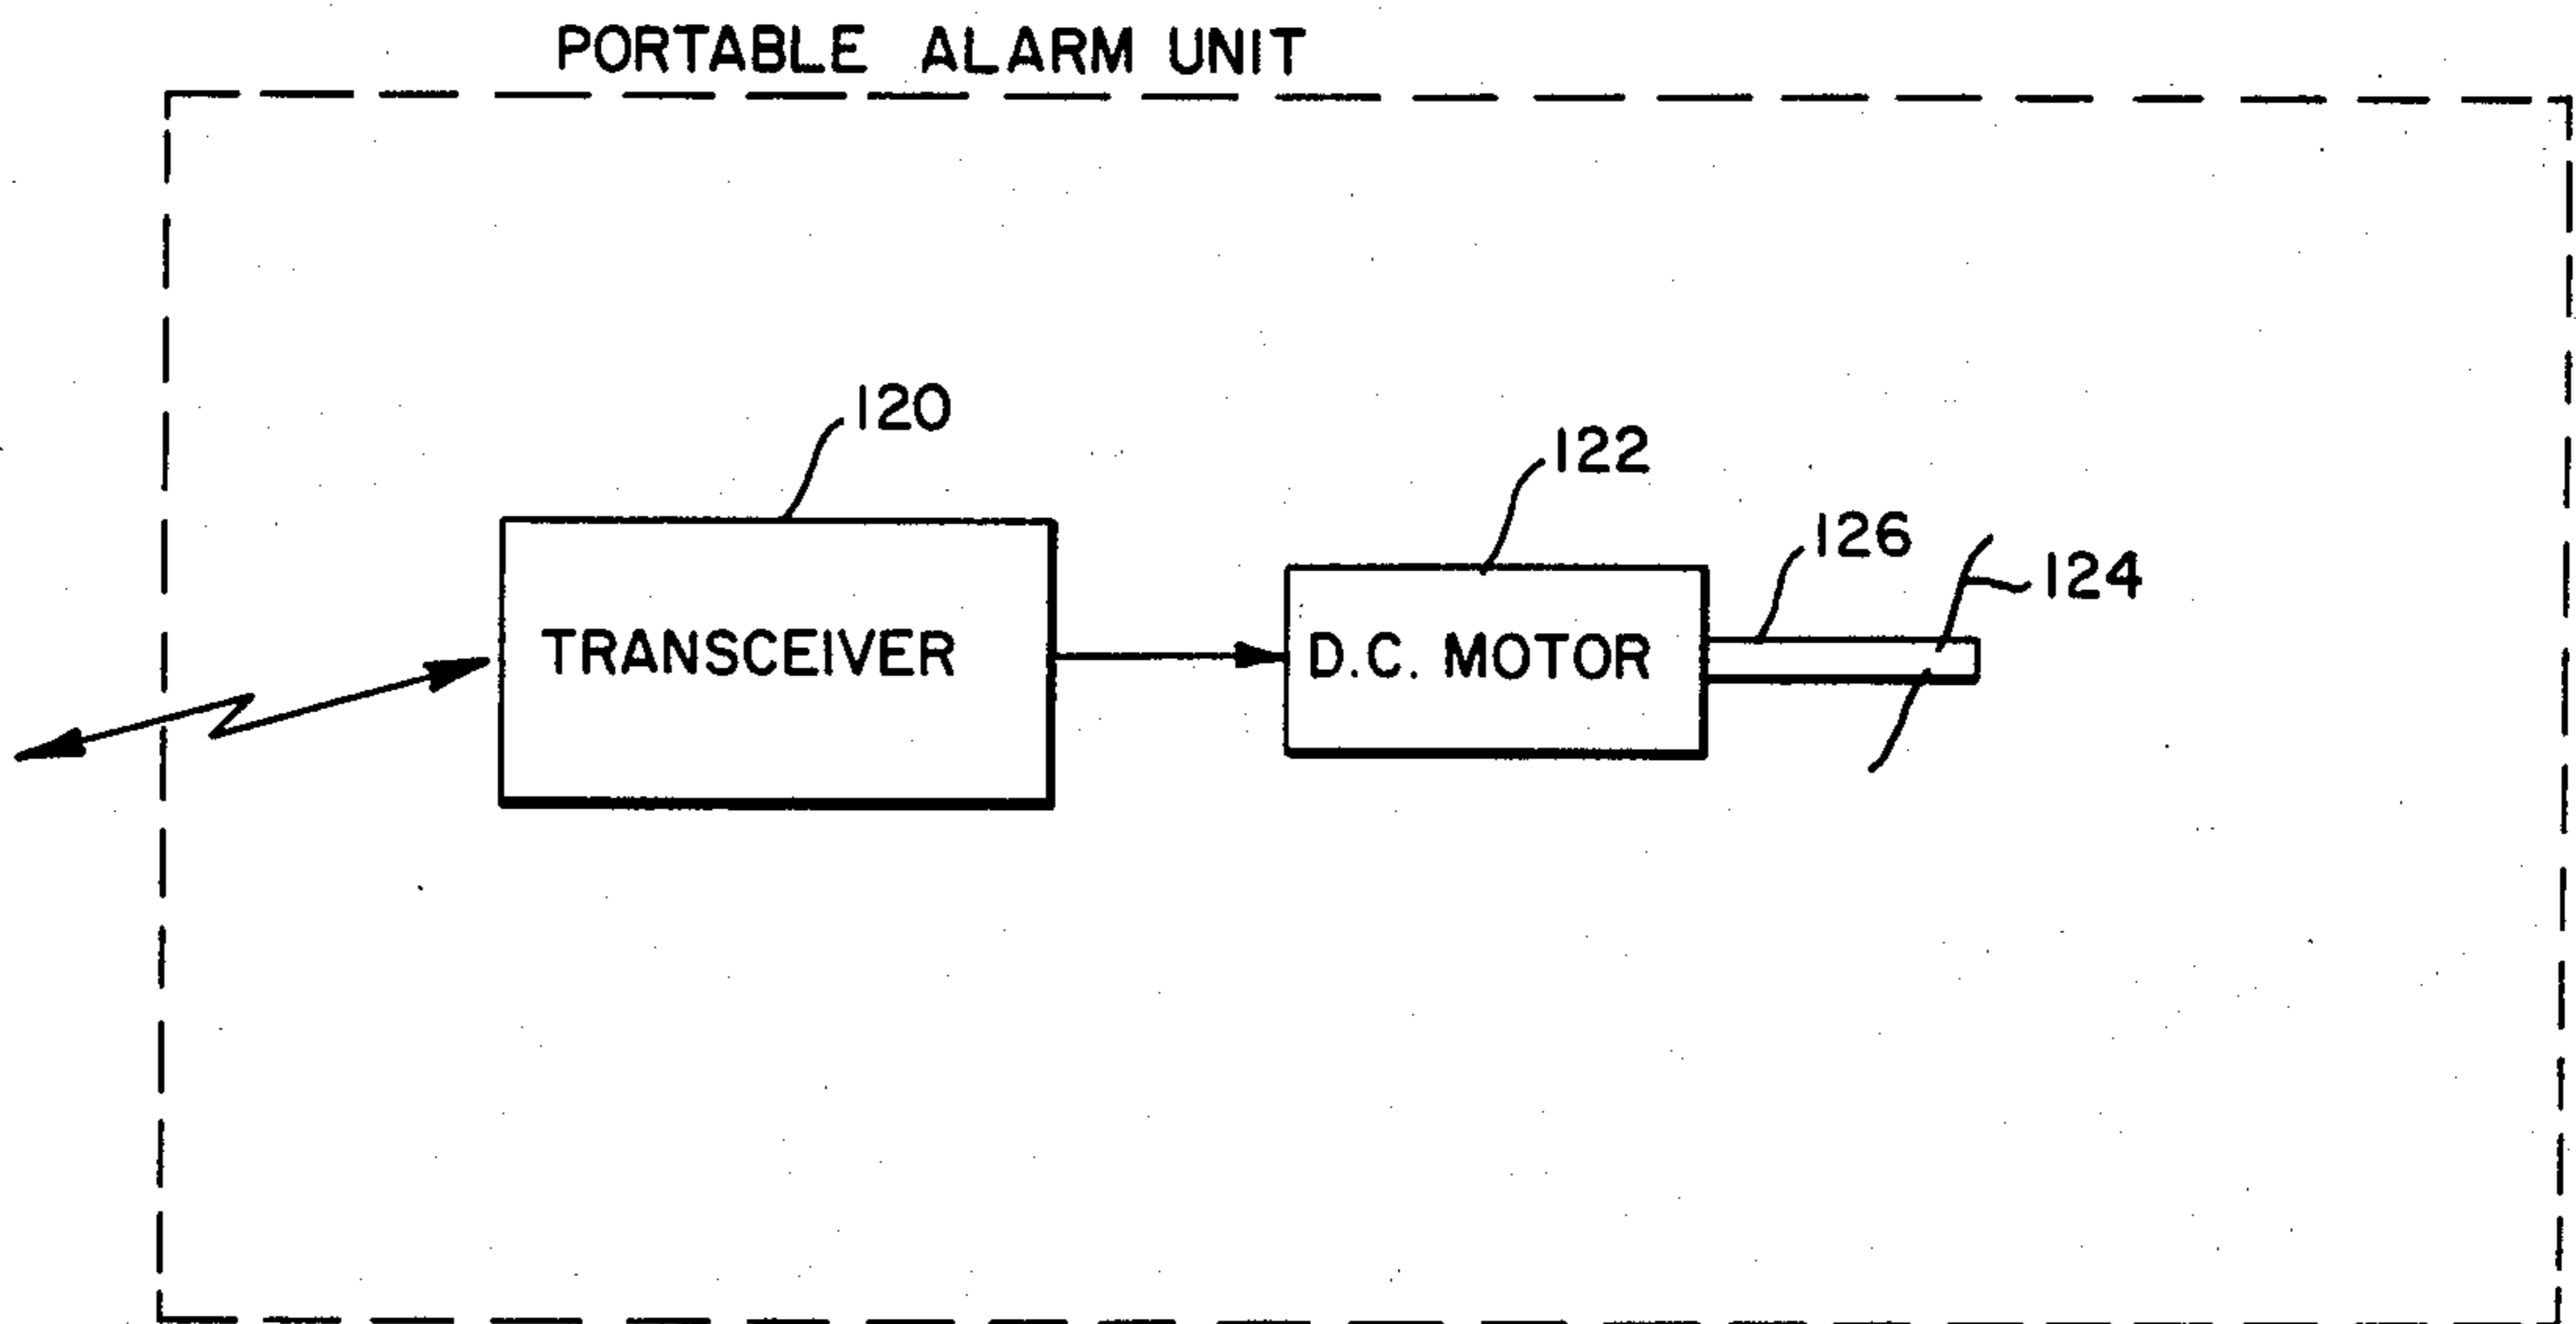 PORTABLE ALARM UNIT
120
122
126
124
TRANSCEIVER
D.C. MOTOR